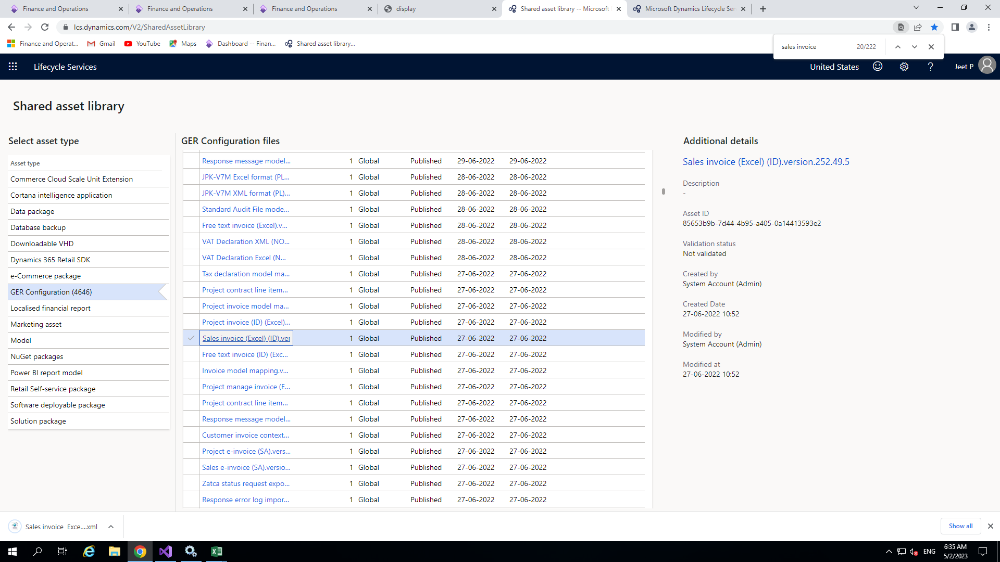 Finance and Operations
Finance and Operations
Finance and Operations
display
Shared asset library -- Microsoft
Microsoft Dynamics Lifecycle Ser
lcs.dynamics.com/V2/SharedAssetLibrary
Finance and Operat...
Gmail
YouTube
Maps
Dashboard -- Finan...
Shared asset library...
sales invoice 20/222
Lifecycle Services
United States
?
Jeet P
Shared asset library
Select asset type
Asset type
Commerce Cloud Scale Unit Extension
Cortana intelligence application
Data package
Database backup
Downloadable VHD
Dynamics 365 Retail SDK
e-Commerce package
GER Configuration (4646)
Localised financial report
Marketing asset
Model
NuGet packages
Power BI report model
Retail Self-service package
Software deployable package
Solution package
GER Configuration files
Response message model... 1 Global Published 29-06-2022 29-06-2022
JPK-V7M Excel format (PL... 1 Global Published 28-06-2022 28-06-2022
JPK-V7M XML format (PL)... 1 Global Published 28-06-2022 28-06-2022
Standard Audit File mode... 1 Global Published 28-06-2022 28-06-2022
Free text invoice (Excel).v... 1 Global Published 28-06-2022 28-06-2022
VAT Declaration XML (NO... 1 Global Published 28-06-2022 28-06-2022
VAT Declaration Excel (N... 1 Global Published 28-06-2022 28-06-2022
Tax declaration model ma... 1 Global Published 27-06-2022 27-06-2022
Project contract line item... 1 Global Published 27-06-2022 27-06-2022
Project invoice model ma... 1 Global Published 27-06-2022 27-06-2022
Project invoice (ID) (Excel)... 1 Global Published 27-06-2022 27-06-2022
Sales invoice (Excel) (ID).ver 1 Global Published 27-06-2022 27-06-2022
Free text invoice (ID) (Exc... 1 Global Published 27-06-2022 27-06-2022
Invoice model mapping.v... 1 Global Published 27-06-2022 27-06-2022
Project manage invoice (E... 1 Global Published 27-06-2022 27-06-2022
Project contract line item... 1 Global Published 27-06-2022 27-06-2022
Response message model... 1 Global Published 27-06-2022 27-06-2022
Customer invoice context... 1 Global Published 27-06-2022 27-06-2022
Project e-invoice (SA).vers... 1 Global Published 27-06-2022 27-06-2022
Sales e-invoice (SA).versio... 1 Global Published 27-06-2022 27-06-2022
Zatca status request expo... 1 Global Published 27-06-2022 27-06-2022
Response error log impor... 1 Global Published 27-06-2022 27-06-2022
Additional details
Sales invoice (Excel) (ID).version.252.49.5
Description
-
Asset ID
85653b9b-7d44-4b95-a405-0a14413593e2
Validation status
Not validated
Created by
System Account (Admin)
Created Date
27-06-2022 10:52
Modified by
System Account (Admin)
Modified at
27-06-2022 10:52
Sales invoice Exce....xml
Show all
ENG
6:35 AM
5/2/2023